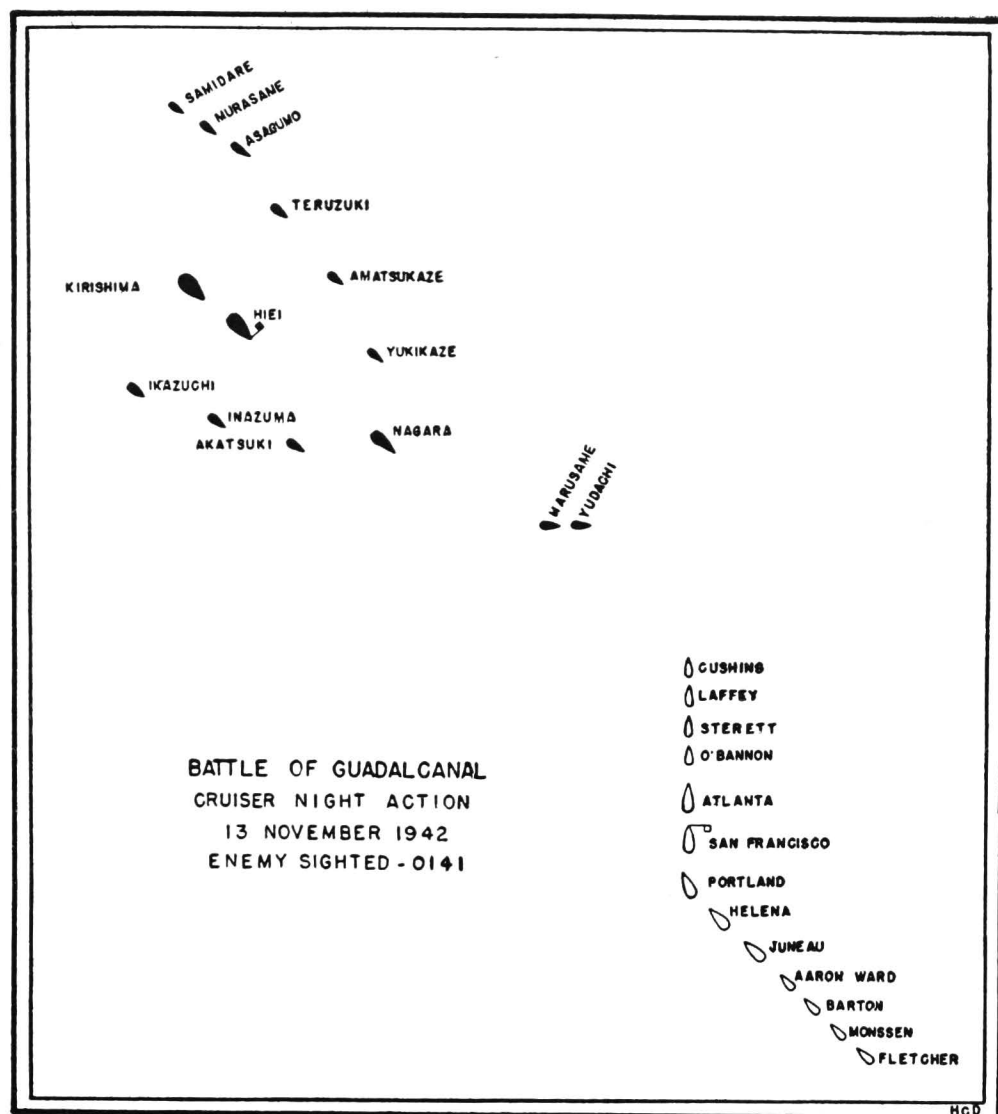 SAMIDARE
MURASAME
ASAGUMO
TERUZUKI
AMATSUKAZE
KIRISHIMA
HIEI
YUKIKAZE
IKAZUCHI
INAZUMA
AKATSUKI
NAGARA
MARUSAME
YUDACHI
CUSHING
LAFFEY
STERETT
O'BANNON
ATLANTA
SAN FRANCISCO
PORTLAND
HELENA
JUNEAU
AARON WARD
BARTON
MONSSEN
FLETCHER
BATTLE OF GUADALCANAL
CRUISER NIGHT ACTION
13 NOVEMBER 1942
ENEMY SIGHTED - 0141
HCD